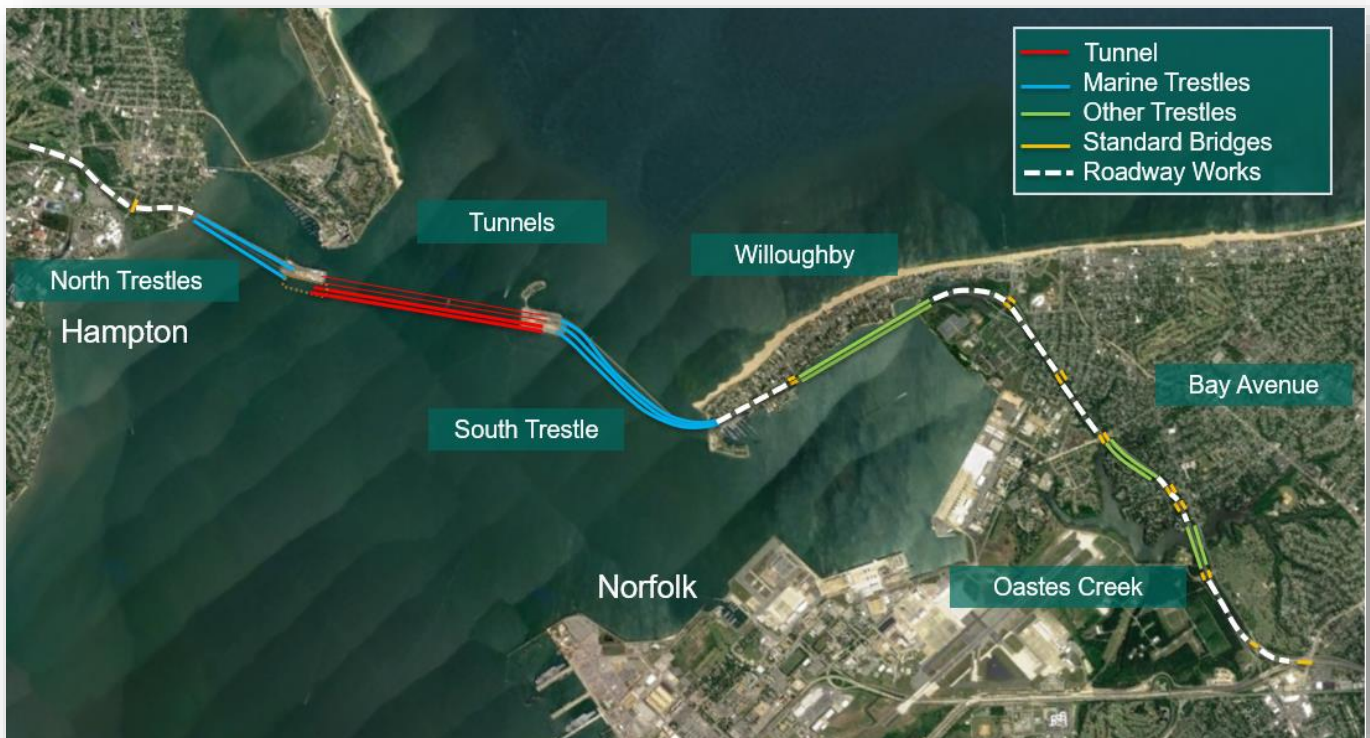 Tunnel
Marine Trestles
Other Trestles
Standard Bridges
Roadway Works
Tunnels
Willoughby
North Trestles
Hampton
Bay Avenue
South Trestle
Norfolk
Oastes Creek